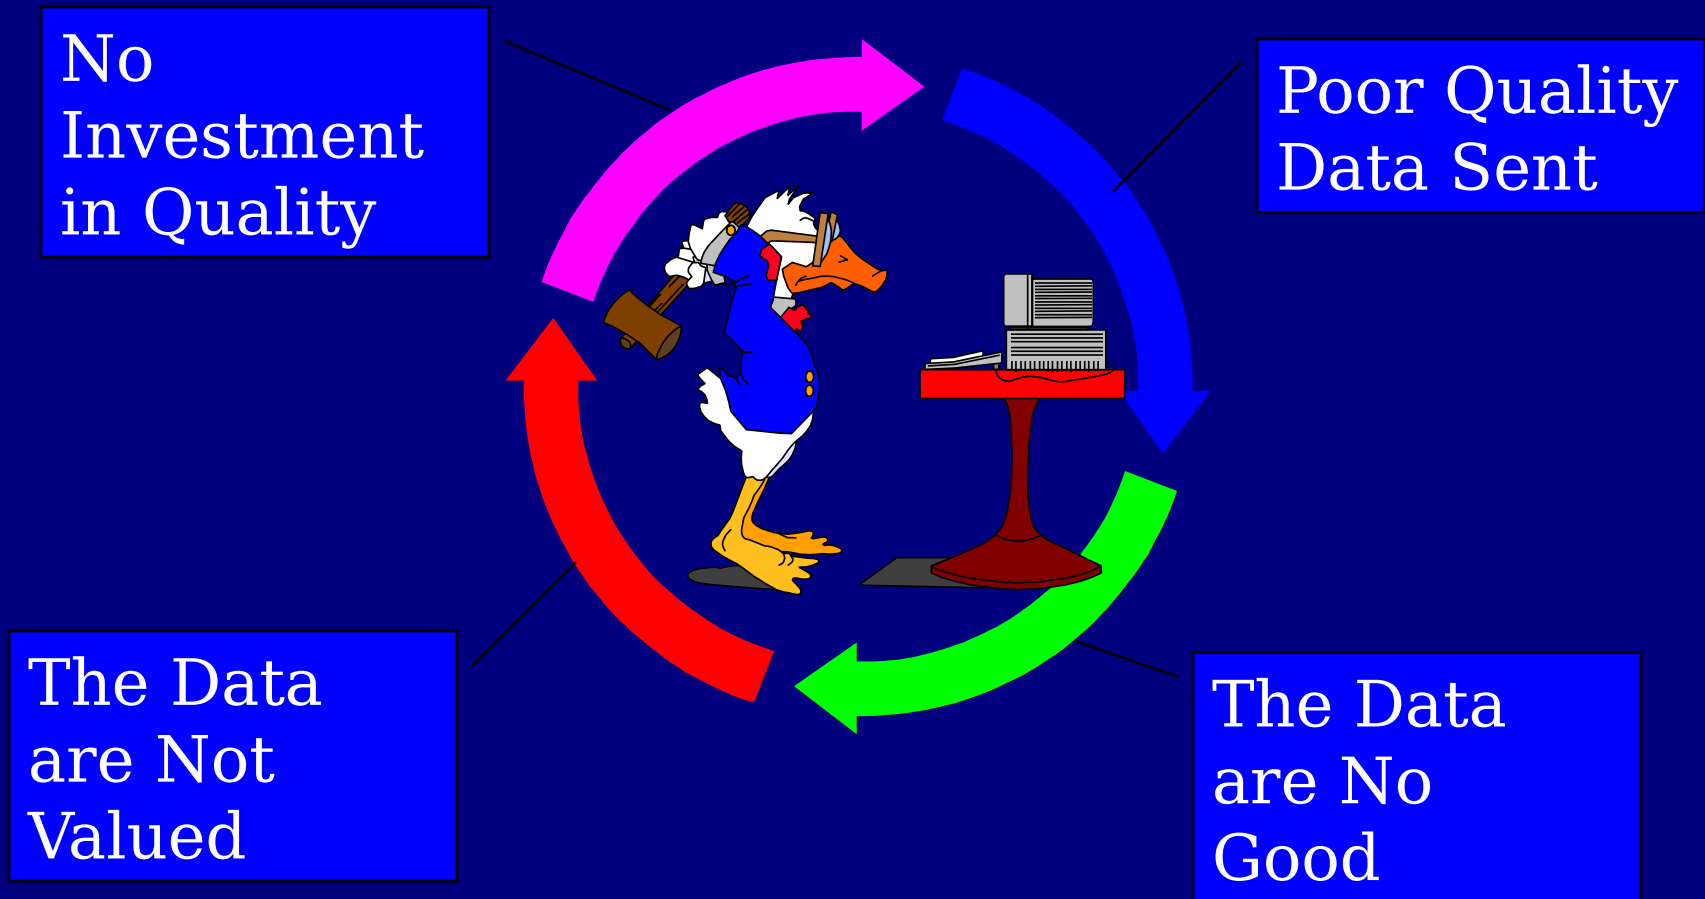 No
Investment
in Quality
Poor Quality
Data Sent
The Data
are Not
Valued
The Data
are No
Good